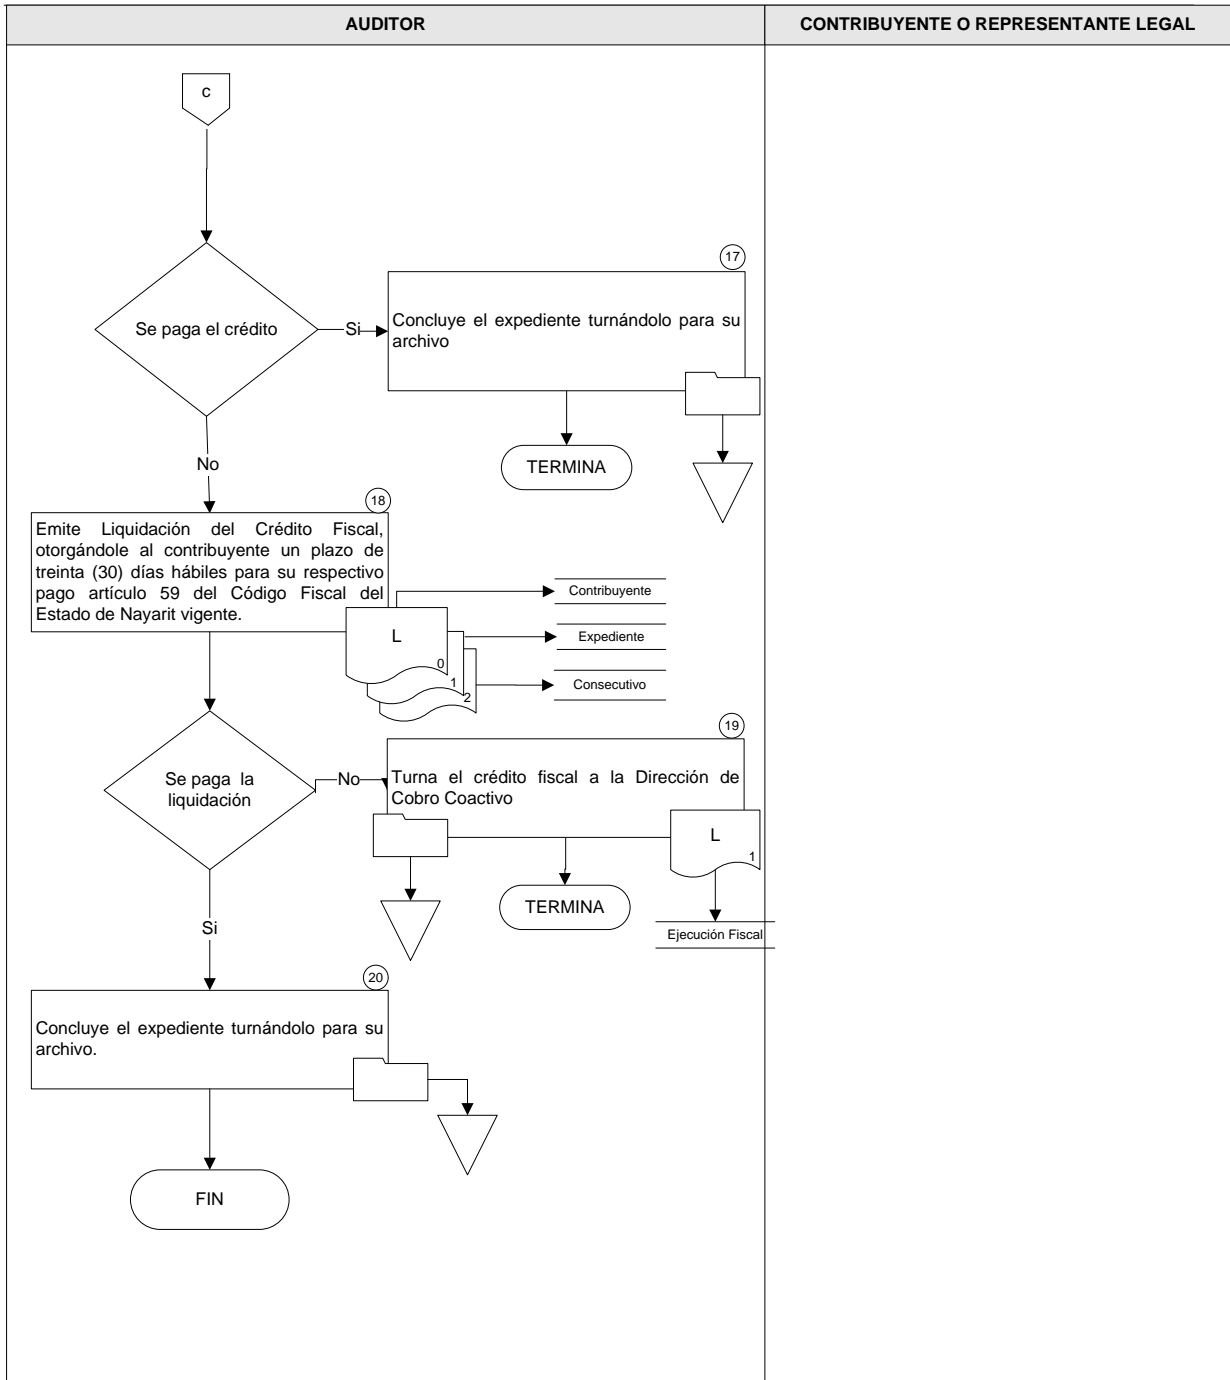 AUDITOR
CONTRIBUYENTE O REPRESENTANTE LEGAL
c
17
Se paga el crédito
Si
Concluye el expediente turnándolo para su
archivo
TERMINA
No
18
Emite Liquidación del Crédito Fiscal,
otorgándole al contribuyente un plazo de
treinta (30) días hábiles para su respectivo
pago artículo 59 del Código Fiscal del
Estado de Nayarit vigente.
L
0
1
2
Contribuyente
Expediente
Consecutivo
19
Se paga la
liquidación
No
Turna el crédito fiscal a la Dirección de
Cobro Coactivo
L
1
TERMINA
Ejecución Fiscal
Si
20
Concluye el expediente turnándolo para su
archivo.
FIN